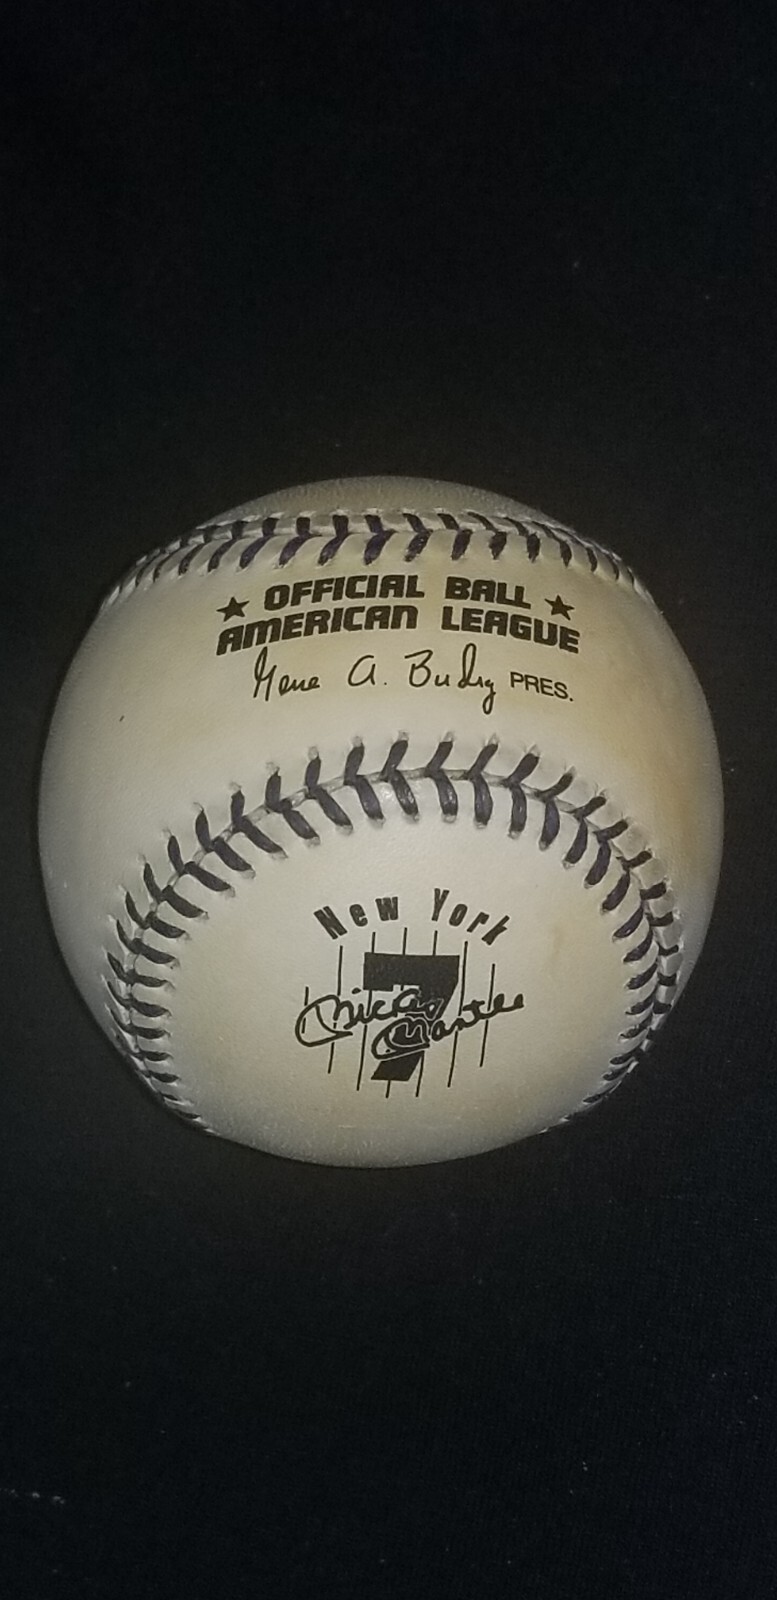 ★ OFFICIAL BALL ★
AMERICAN LEAGUE
Gene A. Budig PRES.
New York
7
Mickey Mantle